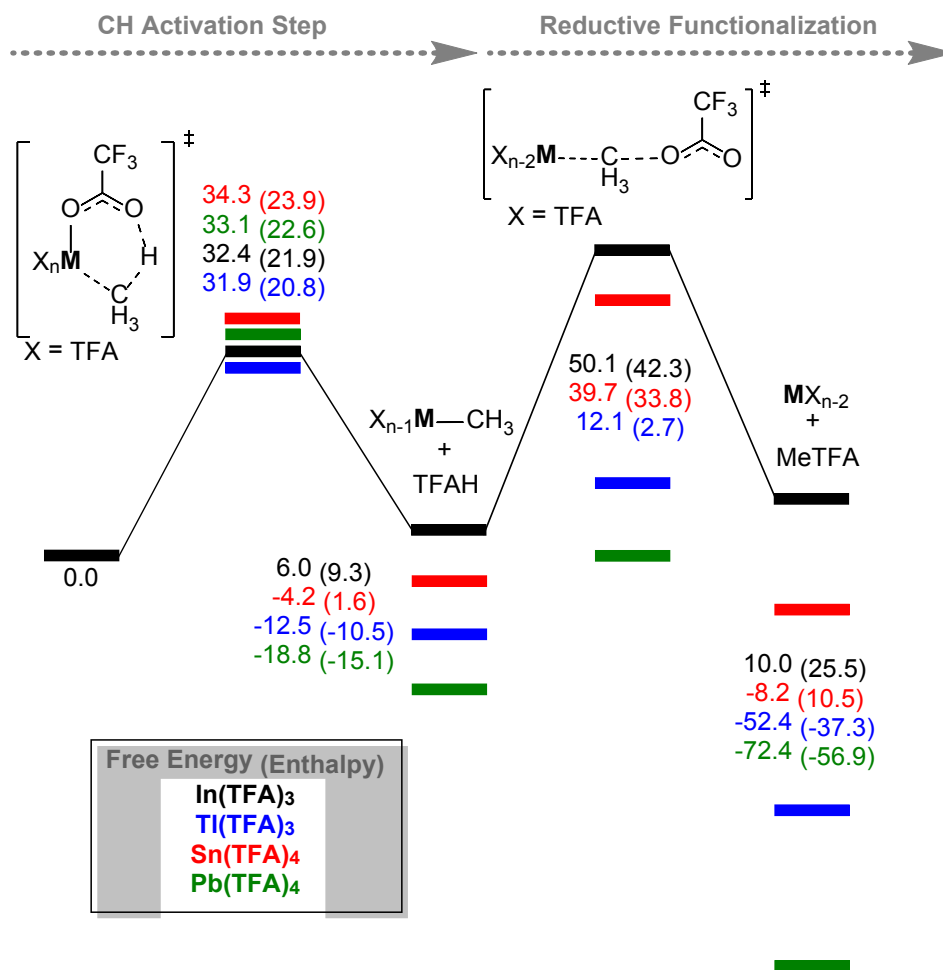 CH Activation Step
Reductive Functionalization
‡
CF3
O O
XnM H
C
H3
X = TFA
34.3 (23.9)
33.1 (22.6)
32.4 (21.9)
31.9 (20.8)
‡
CF3
Xn-2M C O O
H3
X = TFA
Xn-1M—CH3
+
TFAH
50.1 (42.3)
39.7 (33.8)
12.1 (2.7)
MXn-2
+
MeTFA
0.0
6.0 (9.3)
-4.2 (1.6)
-12.5 (-10.5)
-18.8 (-15.1)
10.0 (25.5)
-8.2 (10.5)
-52.4 (-37.3)
-72.4 (-56.9)
Free Energy (Enthalpy)
In(TFA)3
Tl(TFA)3
Sn(TFA)4
Pb(TFA)4